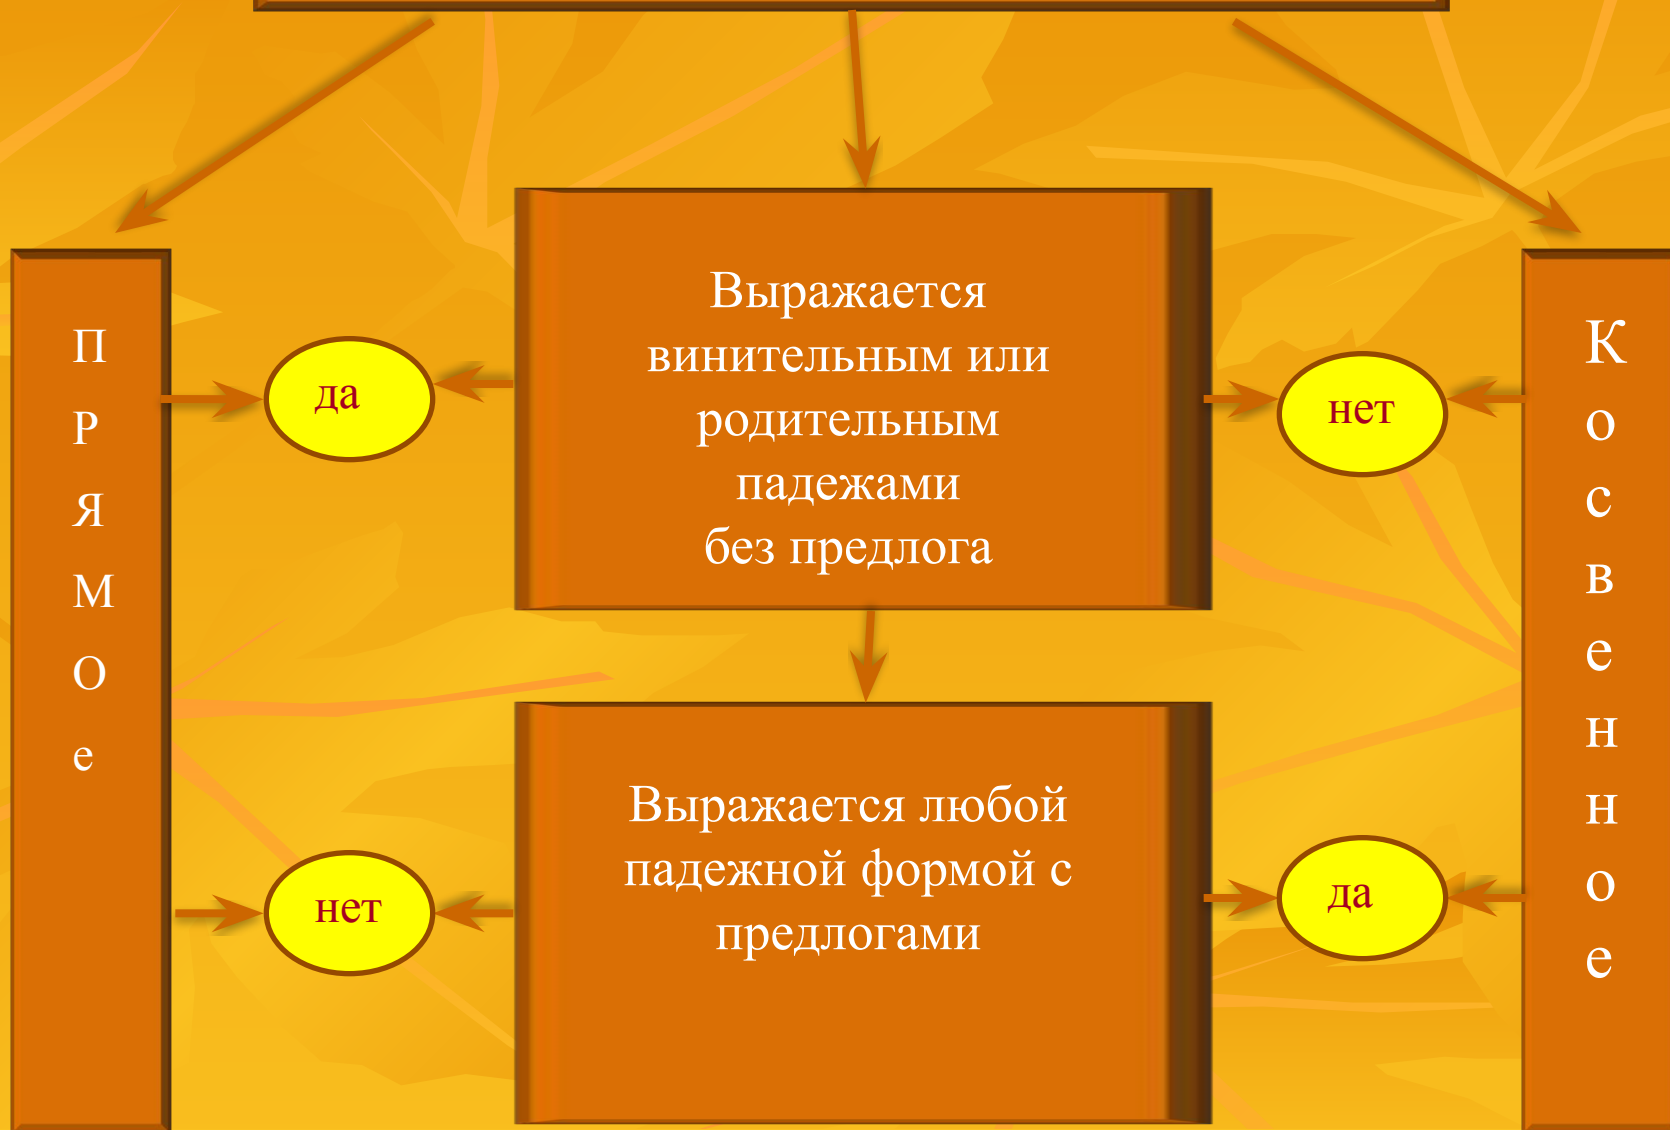 П
Р
Я
М
О
е
да
нет
Выражается
винительным или
родительным
падежами
без предлога
Выражается любой
падежной формой с
предлогами
нет
да
К
о
с
в
е
н
н
о
е